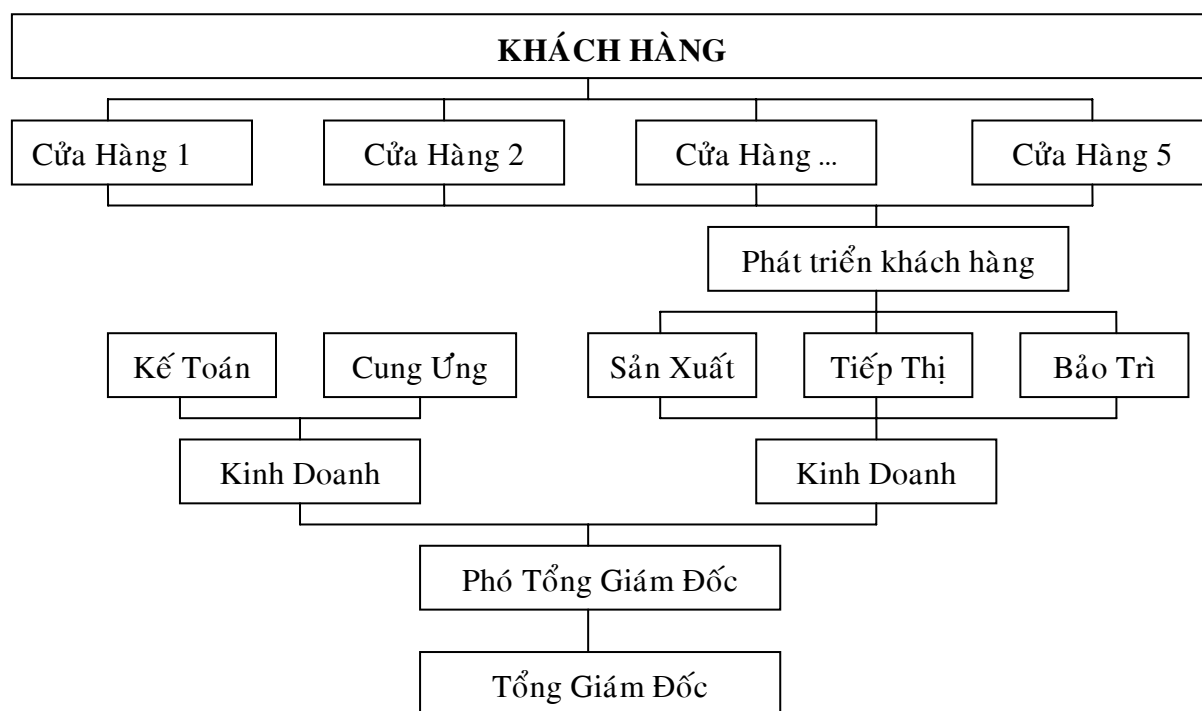 KHÁCH HÀNG
Cửa Hàng 1
Cửa Hàng 2
Cửa Hàng ...
Cửa Hàng 5
Phát triển khách hàng
Kế Toán
Cung Ưng
Sản Xuất
Tiếp Thị
Bảo Trì
Kinh Doanh
Kinh Doanh
Phó Tổng Giám Đốc
Tổng Giám Đốc